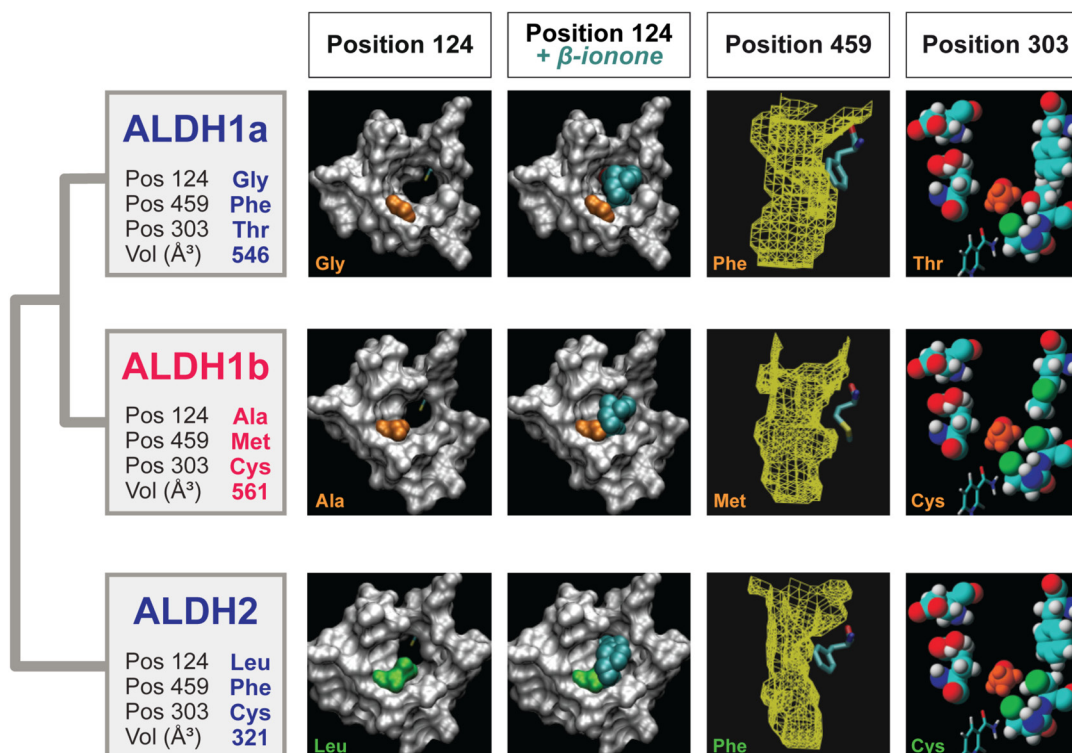 Position 124
Position 124
+ β-ionone
Position 459
Position 303
ALDH1a
Pos 124 Gly
Pos 459 Phe
Pos 303 Thr
Vol (Å³) 546
Gly
Phe
Thr
ALDH1b
Pos 124 Ala
Pos 459 Met
Pos 303 Cys
Vol (Å³) 561
Ala
Met
Cys
ALDH2
Pos 124 Leu
Pos 459 Phe
Pos 303 Cys
Vol (Å³) 321
Leu
Phe
Cys